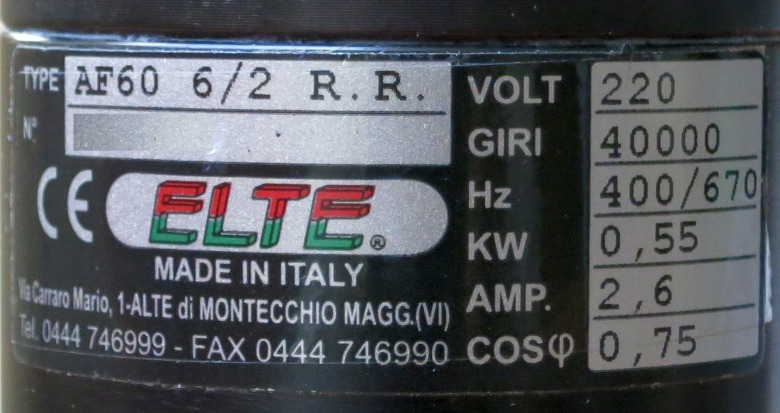 TYPE AF60 6/2 R.R.
N°
CE ELTE®
MADE IN ITALY
Via Carraro Mario, 1-ALTE di MONTECCHIO MAGG.(VI)
Tel. 0444 746999 - FAX 0444 746990
VOLT 220
GIRI 40000
Hz 400/670
KW 0,55
AMP. 2,6
COSφ 0,75